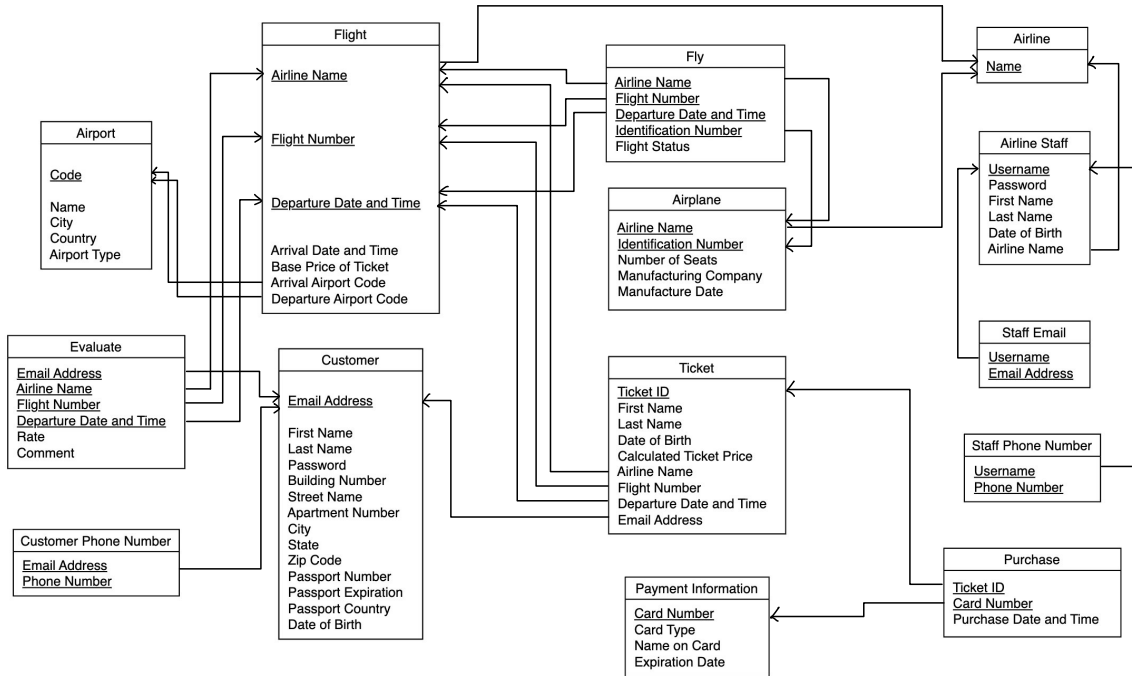 Flight
Airline Name
Flight Number
Departure Date and Time
Arrival Date and Time
Base Price of Ticket
Arrival Airport Code
Departure Airport Code
Fly
Airline Name
Flight Number
Departure Date and Time
Identification Number
Flight Status
Airline
Name
Airport
Code
Name
City
Country
Airport Type
Airline Staff
Username
Password
First Name
Last Name
Date of Birth
Airline Name
Airplane
Airline Name
Identification Number
Number of Seats
Manufacturing Company
Manufacture Date
Evaluate
Email Address
Airline Name
Flight Number
Departure Date and Time
Rate
Comment
Customer
Email Address
First Name
Last Name
Password
Building Number
Street Name
Apartment Number
City
State
Zip Code
Passport Number
Passport Expiration
Passport Country
Date of Birth
Ticket
Ticket ID
First Name
Last Name
Date of Birth
Calculated Ticket Price
Airline Name
Flight Number
Departure Date and Time
Email Address
Staff Email
Username
Email Address
Staff Phone Number
Username
Phone Number
Customer Phone Number
Email Address
Phone Number
Payment Information
Card Number
Card Type
Name on Card
Expiration Date
Purchase
Ticket ID
Card Number
Purchase Date and Time